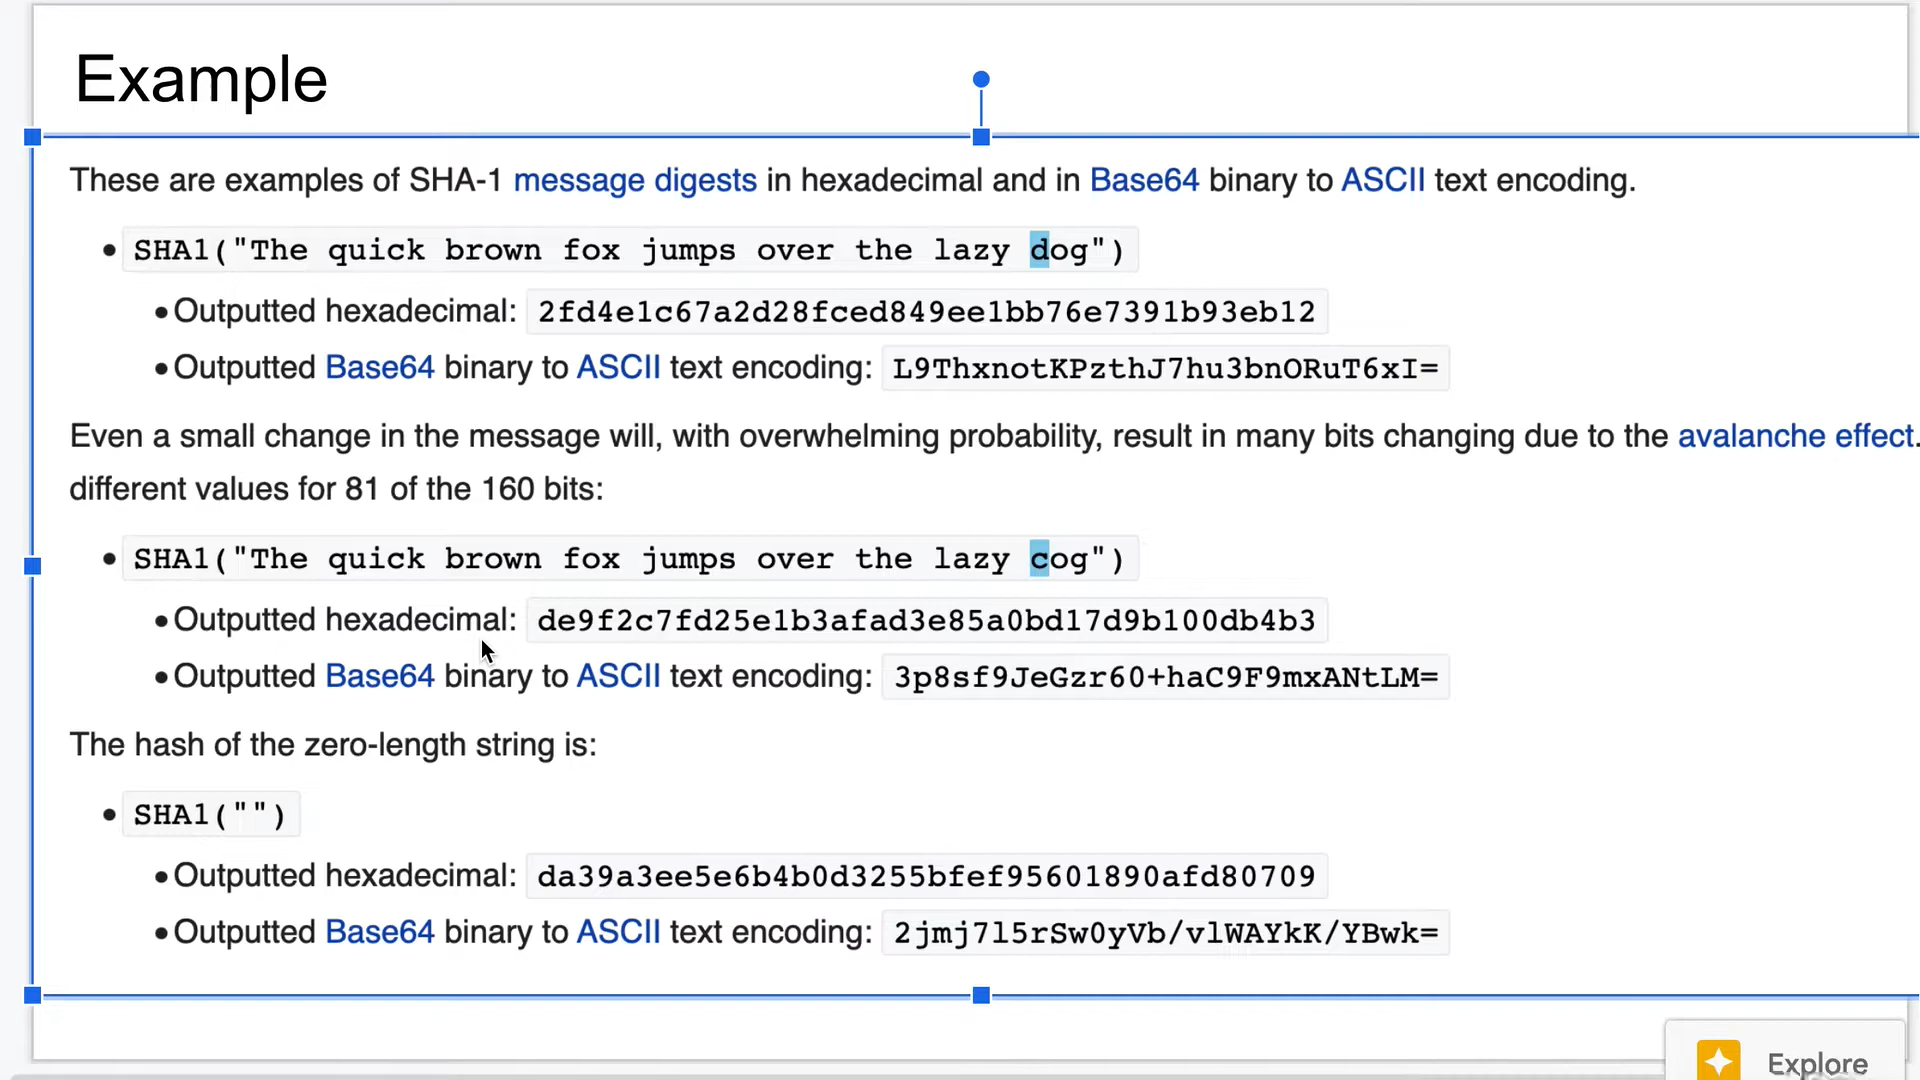 Example
These are examples of SHA-1 message digests in hexadecimal and in Base64 binary to ASCII text encoding.
• SHA1("The quick brown fox jumps over the lazy dog")
• Outputted hexadecimal: 2fd4e1c67a2d28fced849ee1bb76e7391b93eb12
• Outputted Base64 binary to ASCII text encoding: L9ThxnotKPzthJ7hu3bnORuT6xI=
Even a small change in the message will, with overwhelming probability, result in many bits changing due to the avalanche effect.
different values for 81 of the 160 bits:
• SHA1("The quick brown fox jumps over the lazy cog")
• Outputted hexadecimal: de9f2c7fd25e1b3afad3e85a0bd17d9b100db4b3
• Outputted Base64 binary to ASCII text encoding: 3p8sf9JeGzr60+haC9F9mxANtLM=
The hash of the zero-length string is:
• SHA1("")
• Outputted hexadecimal: da39a3ee5e6b4b0d3255bfef95601890afd80709
• Outputted Base64 binary to ASCII text encoding: 2jmj7l5rSw0yVb/vlWAYkK/YBwk=
Explore